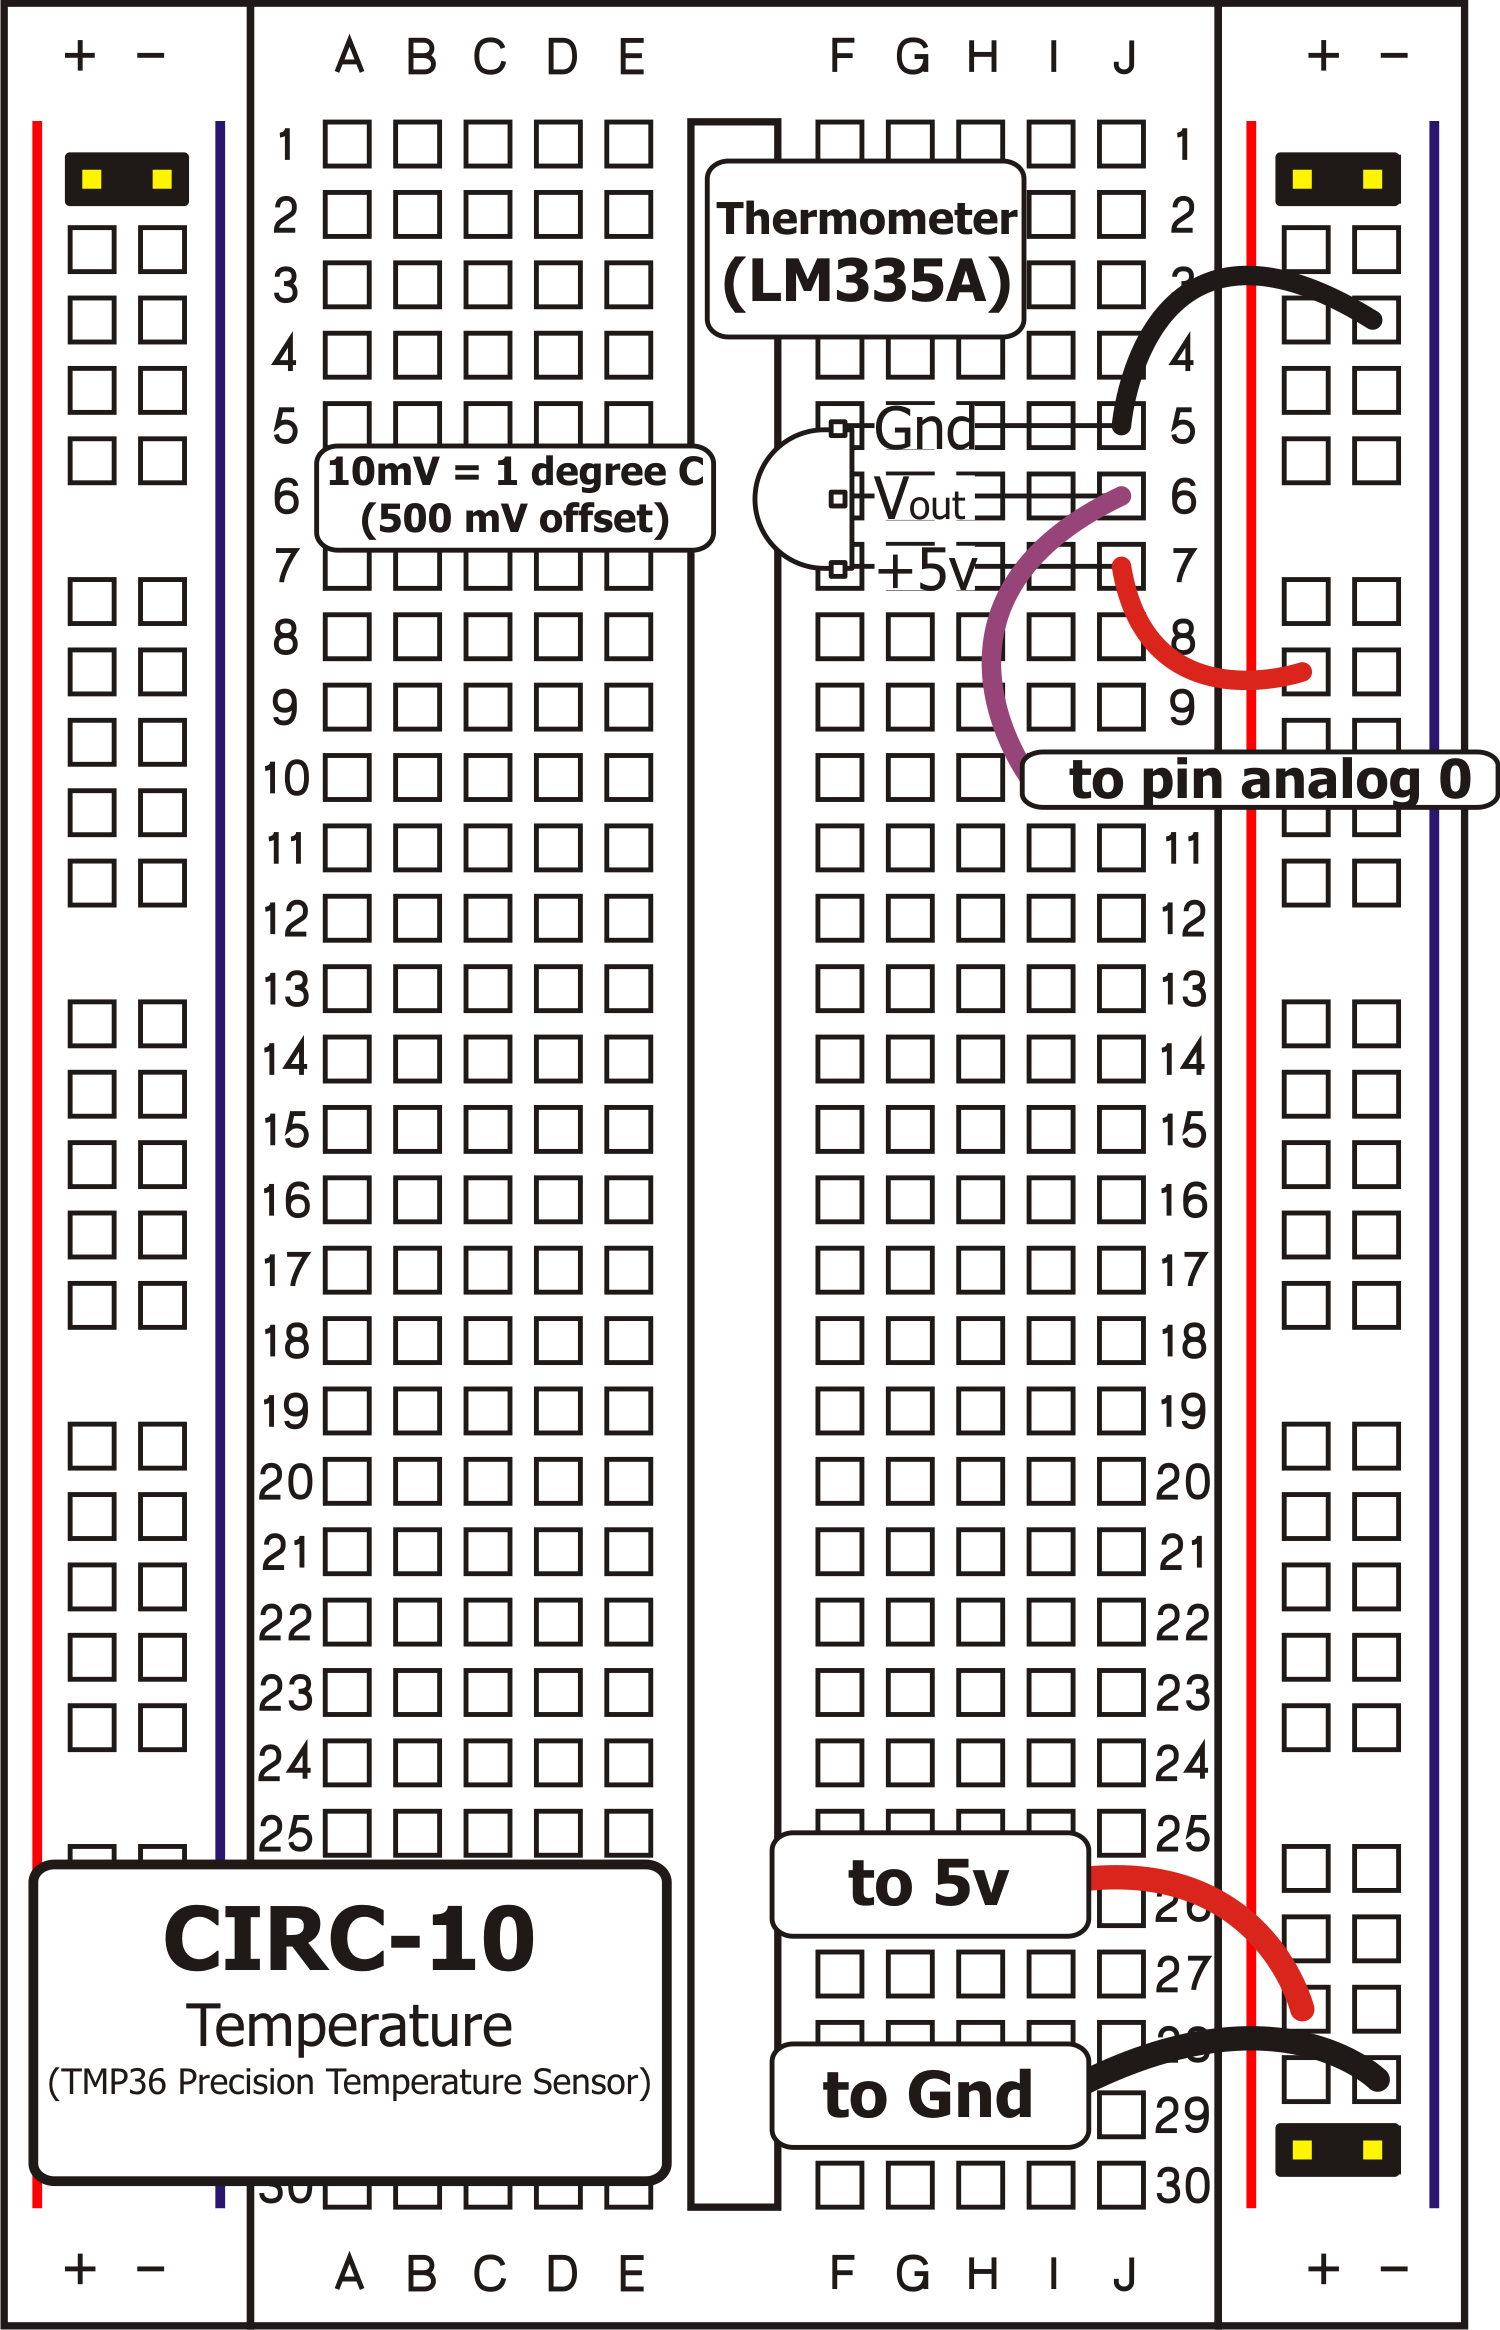 + − A B C D E F G H I J + −
1 1
Thermometer
2 2
(LM335A)
3 3
4 4
5 Gnd 5
10mV = 1 degree C
6 Vout 6
(500 mV offset)
7 +5v 7
8 8
9 9
10 to pin analog 0
11 11
12 12
13 13
14 14
15 15
16 16
17 17
18 18
19 19
20 20
21 21
22 22
23 23
24 24
25 25
to 5v 26
CIRC-10
27
Temperature
28
(TMP36 Precision Temperature Sensor)
to Gnd
29
30 30
+ − A B C D E F G H I J + −